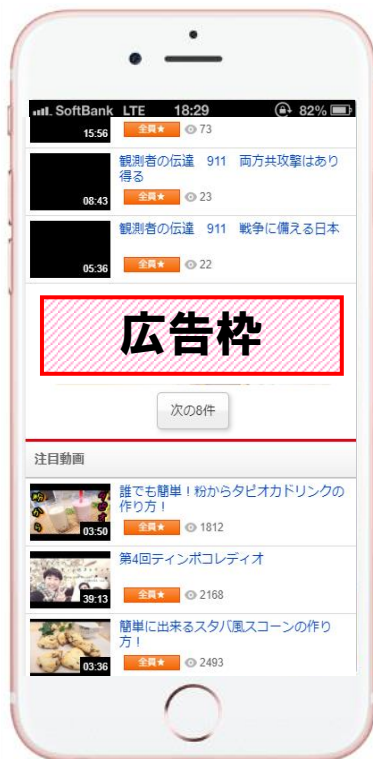 SoftBank LTE 18:29 82%
15:56 全員★ 73
観測者の伝達 911 両方共攻撃はあり
得る
08:43 全員★ 23
観測者の伝達 911 戦争に備える日本
05:36 全員★ 22
広告枠
次の8件
注目動画
誰でも簡単！粉からタピオカドリンクの
作り方！
03:50 全員★ 1812
第4回ティンポコレディオ
39:13 全員★ 2168
簡単に出来るスタバ風スコーンの作り
方！
03:36 全員★ 2493